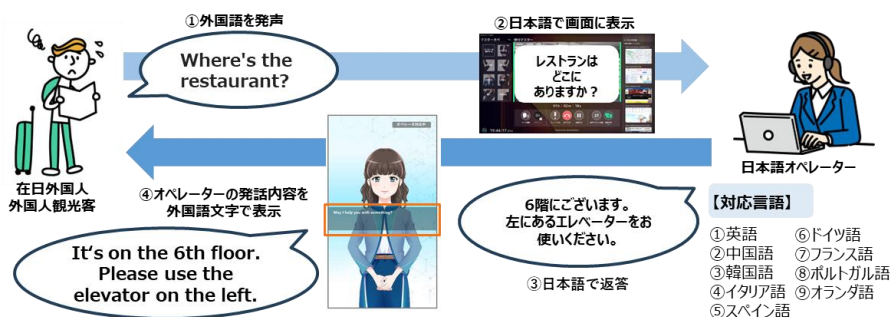 ①外国語を発声
②日本語で画面に表示
Where's the
restaurant?
レストランは
どこに
ありますか？
在日外国人
外国人観光客
日本語オペレーター
④オペレーターの発話内容を
外国語文字で表示
May I help you with something?
It's on the 6th floor.
Please use the
elevator on the left.
6階にございます。
左にあるエレベーターをお
使いください。
③日本語で返答
【対応言語】
①英語
②中国語
③韓国語
④イタリア語
⑤スペイン語
⑥ドイツ語
⑦フランス語
⑧ポルトガル語
⑨オランダ語